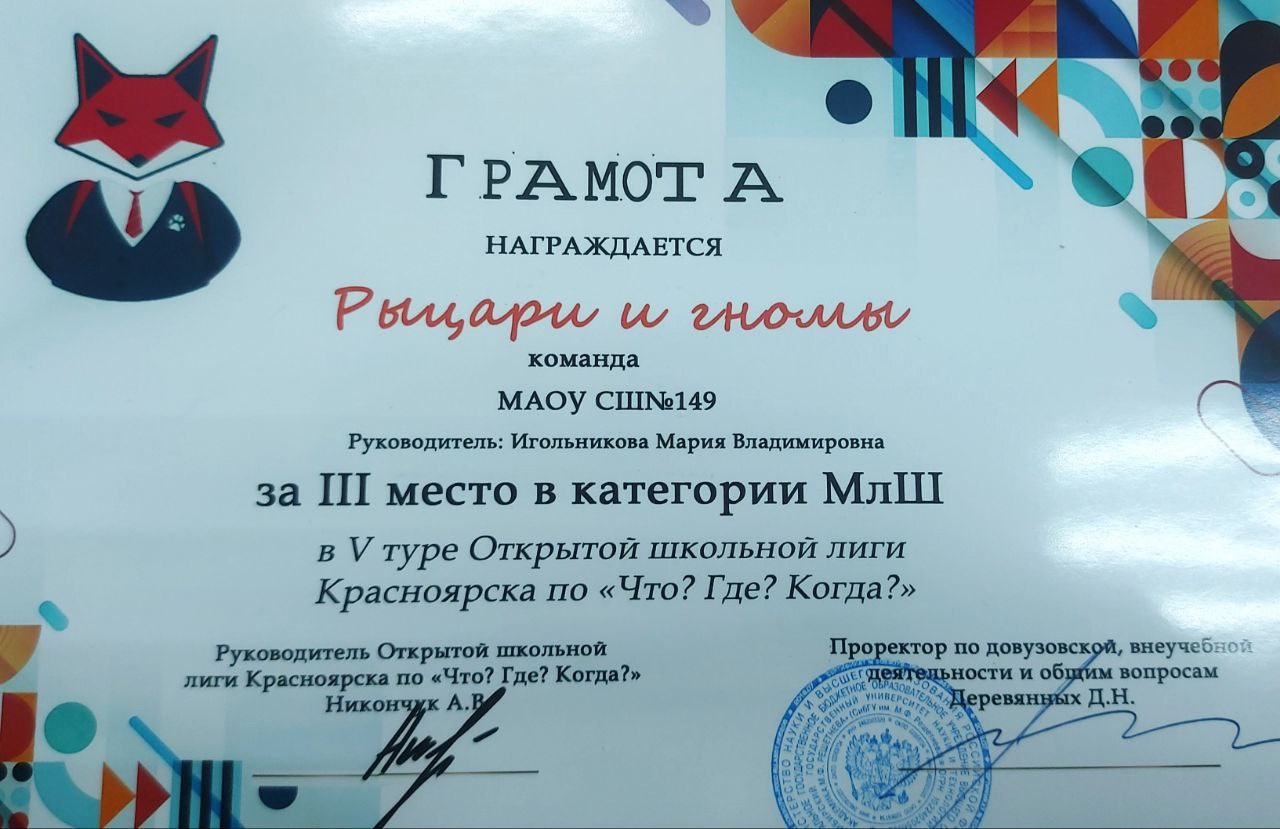 ГРАМОТА
НАГРАЖДАЕТСЯ
Рыцари и гномы
команда
МАОУ СШ№149
Руководитель: Игольникова Мария Владимировна
за III место в категории МлШ
в V туре Открытой школьной лиги
Красноярска по «Что? Где? Когда?»
Руководитель Открытой школьной
лиги Красноярска по «Что? Где? Когда?»
Никончук А.В.
Проректор по довузовской, внеучебной
деятельности и общим вопросам
Деревянных Д.Н.